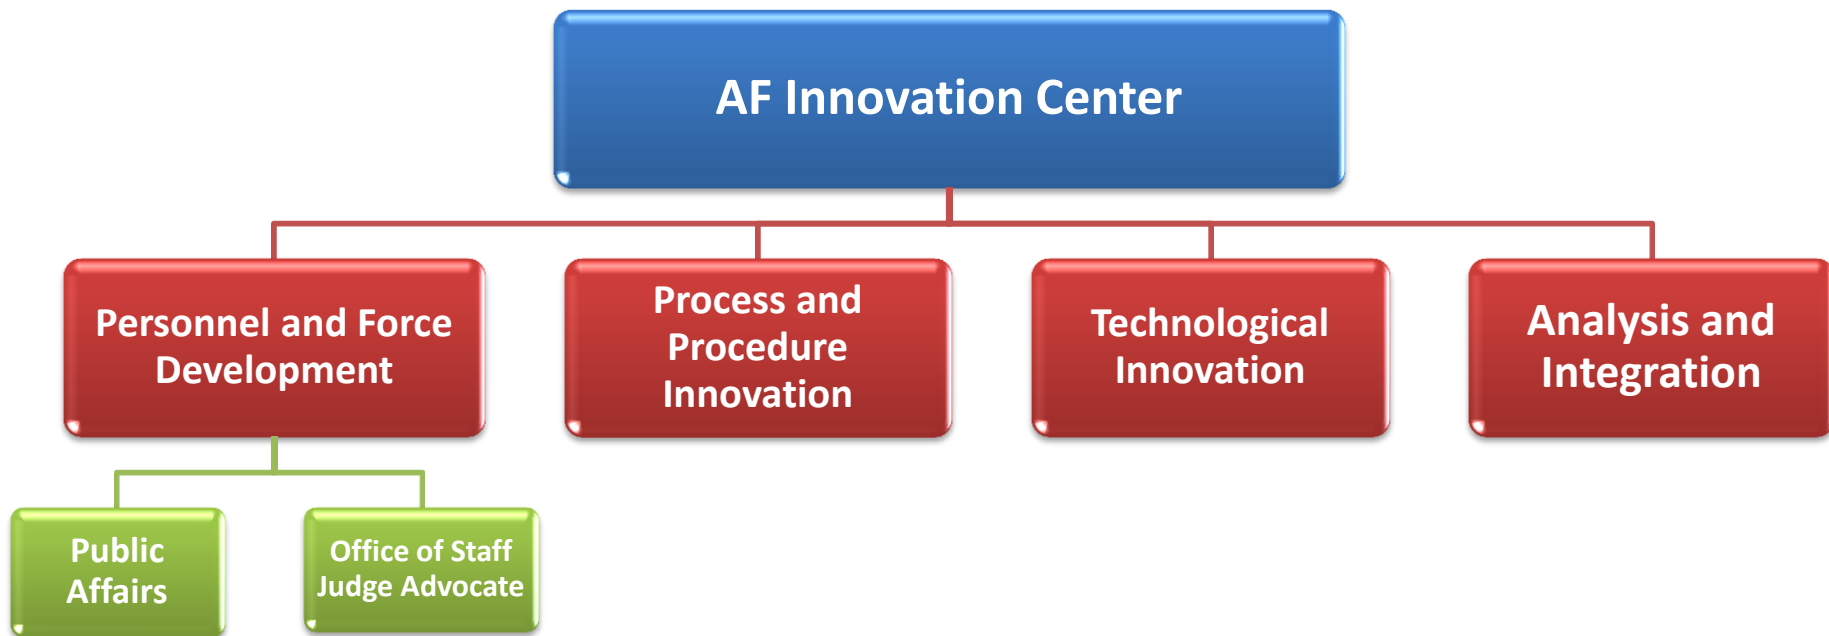 AF Innovation Center
Personnel and Force
Development
Process and
Procedure
Innovation
Technological
Innovation
Analysis and
Integration
Public
Affairs
Office of Staff
Judge Advocate